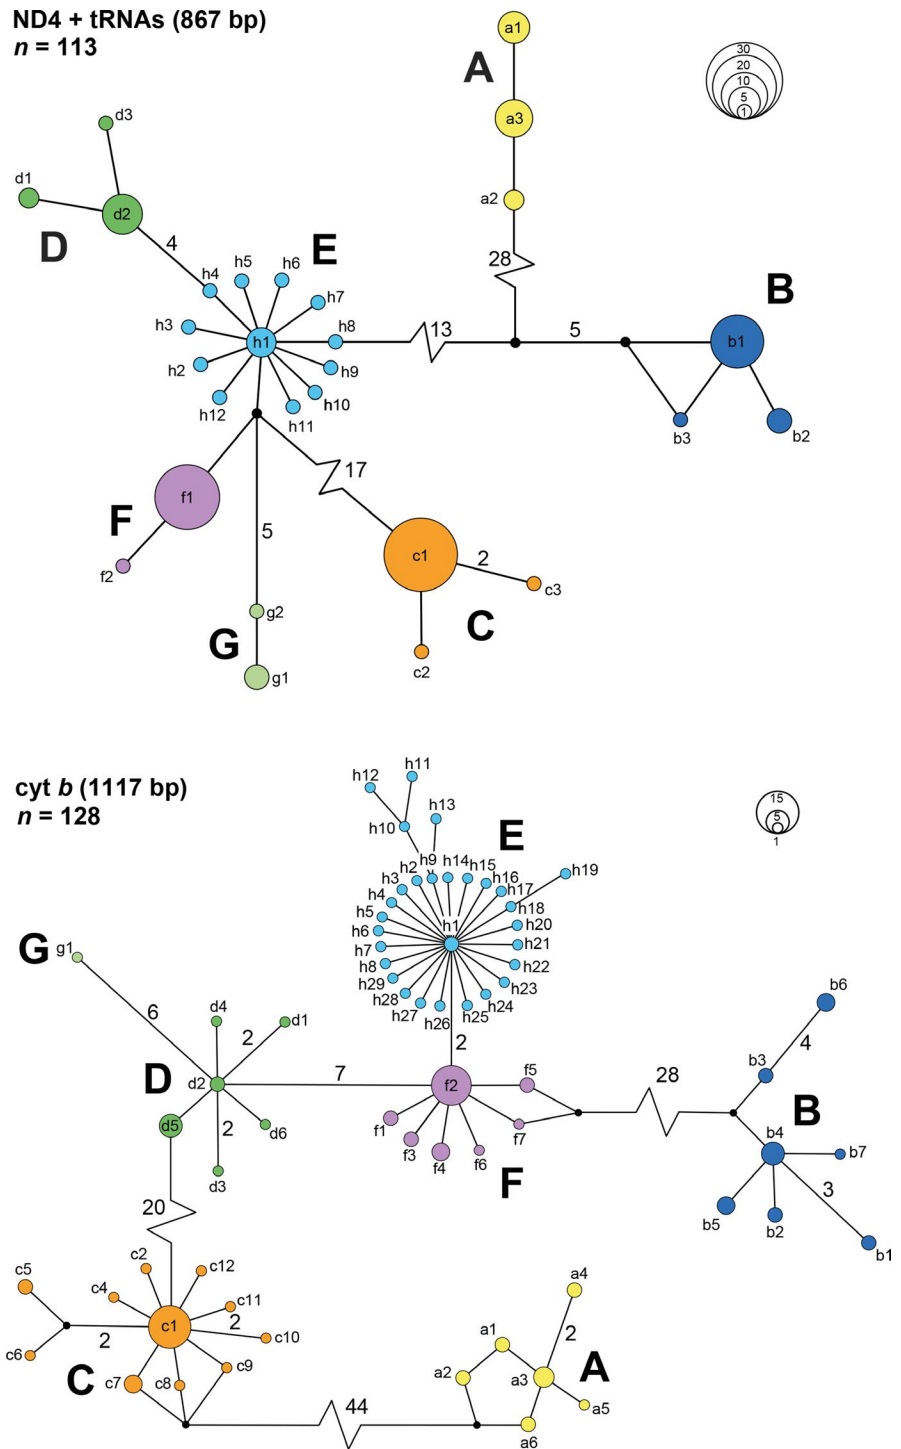 ND4 + tRNAs (867 bp)
n = 113
a1
A
30
20
10
5
1
a3
d3
d1
a2
d2
D
4
28
E
h5
h6
h4
h7
B
h3
h8
13
5
b1
h1
h2
h9
h12
h10
h11
b3
b2
17
F
f1
5
c1
2
c3
f2
g2
G
C
c2
g1
cyt b (1117 bp)
n = 128
h12
h11
15
5
1
h13
h10
E
h9
h14
h2
h15
h19
h3
h16
h4
h17
h5
h18
h1
h6
h20
h7
h21
h8
h22
h29
h23
h28
h24
h27
h26
h25
G
g1
b6
6
d4
2
d1
2
4
D
d2
7
f2
f5
28
b3
B
d5
2
d6
f1
f7
b4
b7
f3
f4
f6
d3
F
3
20
b5
b2
b1
c2
c12
c5
c4
a4
c11
2
2
c1
c10
a1
2
c6
C
c9
a2
a3
A
c7
c8
a5
44
a6